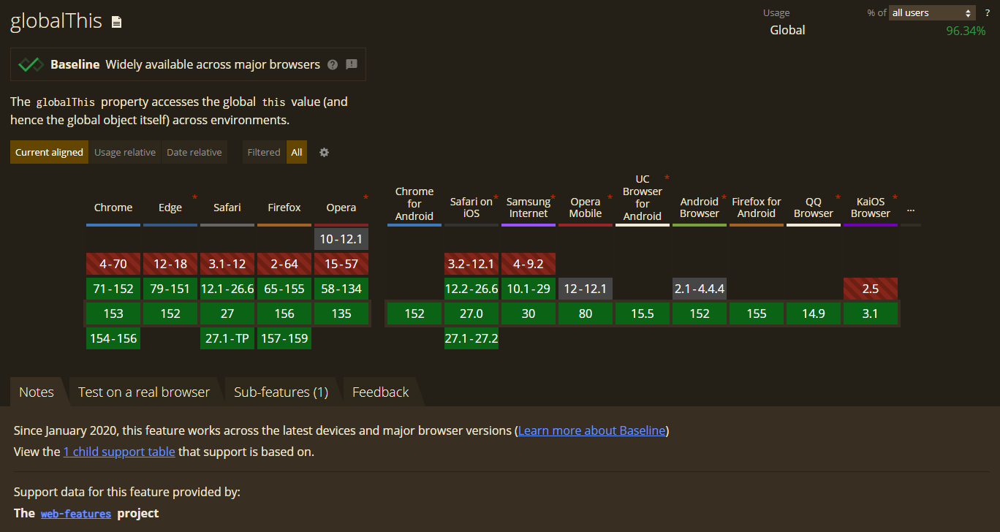 globalThis
Usage % of all users ?
Global 96.34%
Baseline Widely available across major browsers ?
The globalThis property accesses the global this value (and
hence the global object itself) across environments.
Current aligned Usage relative Date relative Filtered All
Chrome Edge * Safari Firefox Opera * Chrome for Android Safari on iOS * Samsung Internet * Opera Mobile * UC Browser for Android * Android Browser * Firefox for Android QQ Browser * KaiOS Browser * ...
10-12.1
4-70 12-18 3.1-12 2-64 15-57 3.2-12.1 4-9.2
71-152 79-151 12.1-26.6 65-155 58-134 12.2-26.6 10.1-29 12-12.1 2.1-4.4.4 2.5
153 152 27 156 135 152 27.0 30 80 15.5 152 155 14.9 3.1
154-156 27.1-TP 157-159 27.1-27.2
Notes Test on a real browser Sub-features (1) Feedback
Since January 2020, this feature works across the latest devices and major browser versions (Learn more about Baseline)
View the 1 child support table that support is based on.
Support data for this feature provided by:
The web-features project